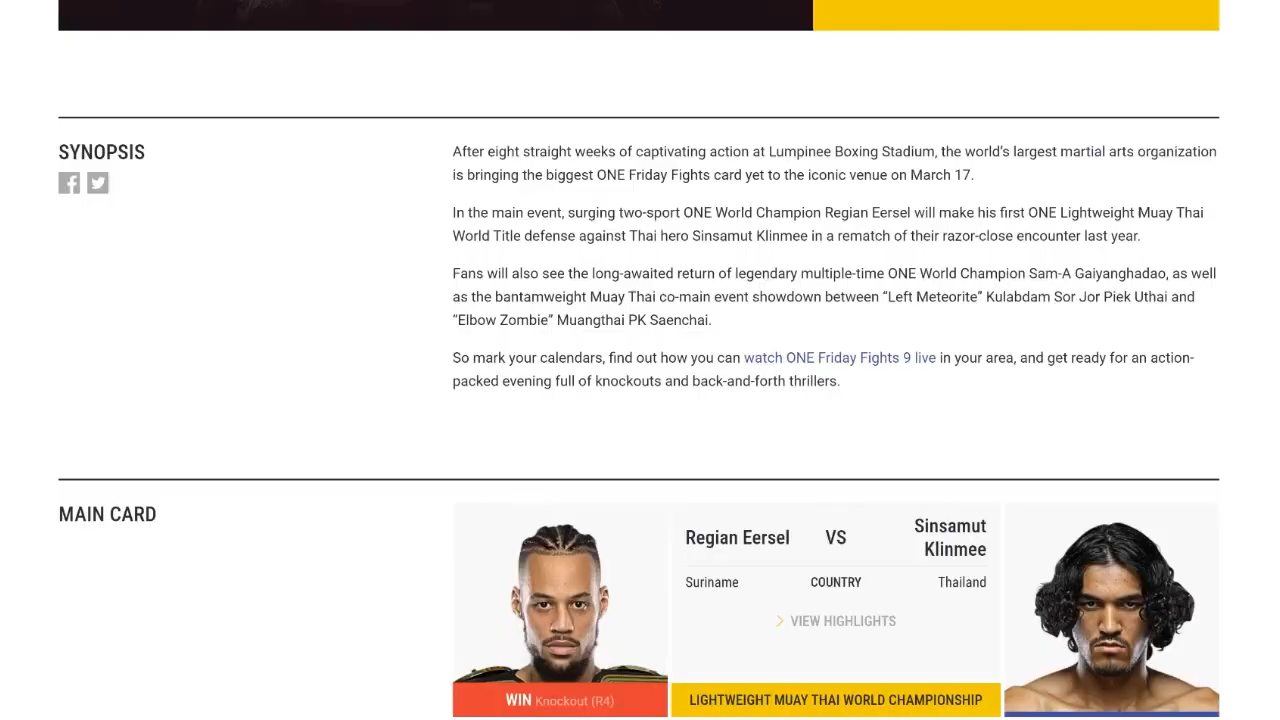 SYNOPSIS
After eight straight weeks of captivating action at Lumpinee Boxing Stadium, the world's largest martial arts organization
is bringing the biggest ONE Friday Fights card yet to the iconic venue on March 17.
In the main event, surging two-sport ONE World Champion Regian Eersel will make his first ONE Lightweight Muay Thai
World Title defense against Thai hero Sinsamut Klinmee in a rematch of their razor-close encounter last year.
Fans will also see the long-awaited return of legendary multiple-time ONE World Champion Sam-A Gaiyanghadao, as well
as the bantamweight Muay Thai co-main event showdown between “Left Meteorite” Kulabdam Sor Jor Piek Uthai and
“Elbow Zombie” Muangthai PK Saenchai.
So mark your calendars, find out how you can watch ONE Friday Fights 9 live in your area, and get ready for an action-
packed evening full of knockouts and back-and-forth thrillers.
MAIN CARD
Regian Eersel VS Sinsamut
Klinmee
Suriname COUNTRY Thailand
VIEW HIGHLIGHTS
WIN Knockout (R4)
LIGHTWEIGHT MUAY THAI WORLD CHAMPIONSHIP